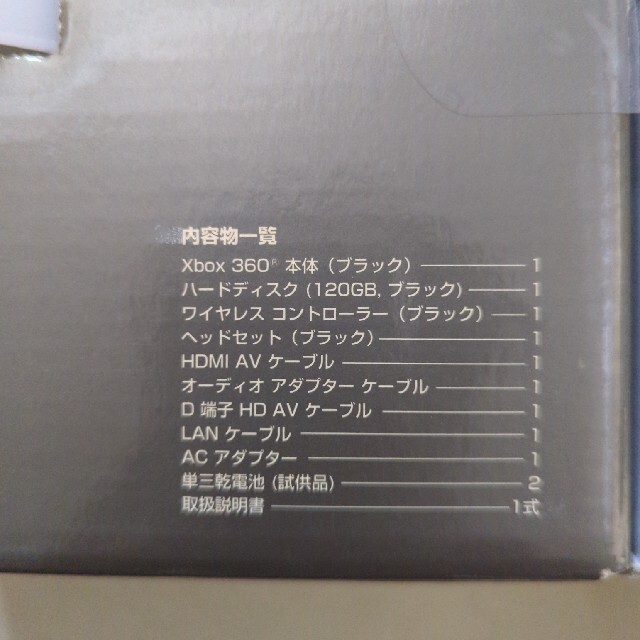 内容物一覧
Xbox 360® 本体（ブラック） 1
ハードディスク (120GB, ブラック) 1
ワイヤレス コントローラー（ブラック） 1
ヘッドセット（ブラック） 1
HDMI AV ケーブル 1
オーディオ アダプター ケーブル 1
D 端子 HD AV ケーブル 1
LAN ケーブル 1
AC アダプター 1
単三乾電池 (試供品) 2
取扱説明書 1式